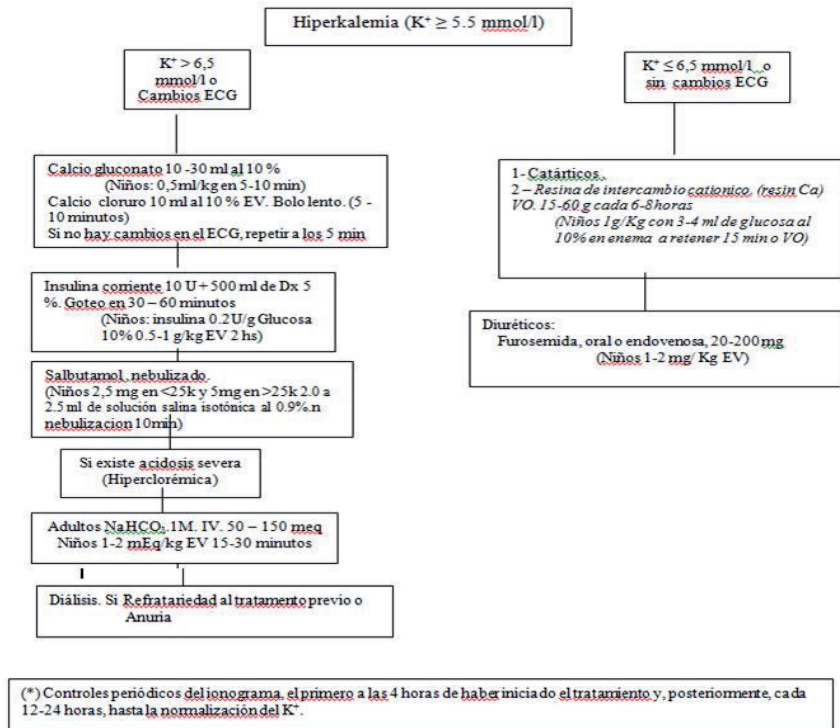 Hiperkalemia (K⁺ ≥ 5.5 mmol/l)
K⁺ > 6,5
mmol/l o
Cambios ECG
Calcio gluconato 10 -30 ml al 10 %
(Niños: 0,5ml/kg en 5-10 min)
Calcio cloruro 10 ml al 10 % EV. Bolo lento. (5 -
10 minutos)
Si no hay cambios en el ECG, repetir a los 5 min
Insulina corriente 10 U + 500 ml de Dx 5
%. Goteo en 30 – 60 minutos
(Niños: insulina 0.2U/g Glucosa
10% 0.5-1 g/kg EV 2 hs)
Salbutamol, nebulizado.
(Niños 2,5 mg en <25k y 5mg en >25k 2.0 a
2.5 ml de solución salina isotónica al 0.9%.n
nebulizacion 10min)
Si existe acidosis severa
(Hiperclorémica)
Adultos NaHCO₃.1M. IV. 50 – 150 meq
Niños 1-2 mEq/kg EV 15-30 minutos
Diálisis. Si Refratariedad al tratamiento previo o
Anuria
K⁺ ≤ 6,5 mmol/l, o
sin cambios ECG
1- Catárticos.
2 – Resina de intercambio cationico. (resin Ca)
VO. 15-60 g cada 6-8horas
(Niños 1g/Kg con 3-4 ml de glucosa al
10% en enema a retener 15 min o VO)
Diuréticos:
Furosemida, oral o endovenosa, 20-200 mg
(Niños 1-2 mg/ Kg EV)
(*) Controles periódicos del ionograma, el primero a las 4 horas de haber iniciado el tratamiento y, posteriormente, cada
12-24 horas, hasta la normalización del K⁺.